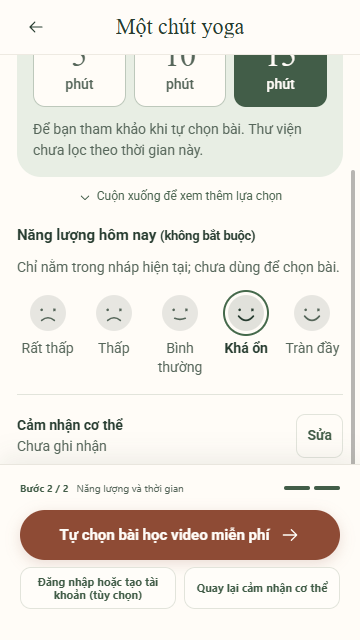 Một chút yoga
5 10 15
phút phút phút
Để bạn tham khảo khi tự chọn bài. Thư viện
chưa lọc theo thời gian này.
Cuộn xuống để xem thêm lựa chọn
Năng lượng hôm nay (không bắt buộc)
Chỉ nằm trong nháp hiện tại; chưa dùng để chọn bài.
Rất thấp Thấp Bình Khá ổn Tràn đầy
thường
Cảm nhận cơ thể
Chưa ghi nhận
Sửa
Bước 2 / 2 Năng lượng và thời gian
Tự chọn bài học video miễn phí
Đăng nhập hoặc tạo tài
khoản (tùy chọn)
Quay lại cảm nhận cơ thể